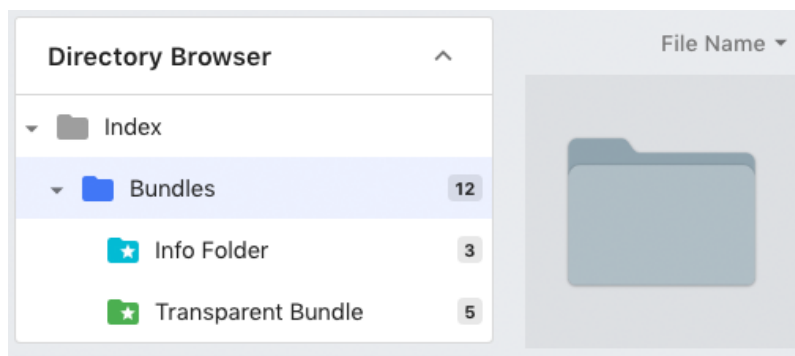 Directory Browser
File Name
Index
Bundles 12
Info Folder 3
Transparent Bundle 5